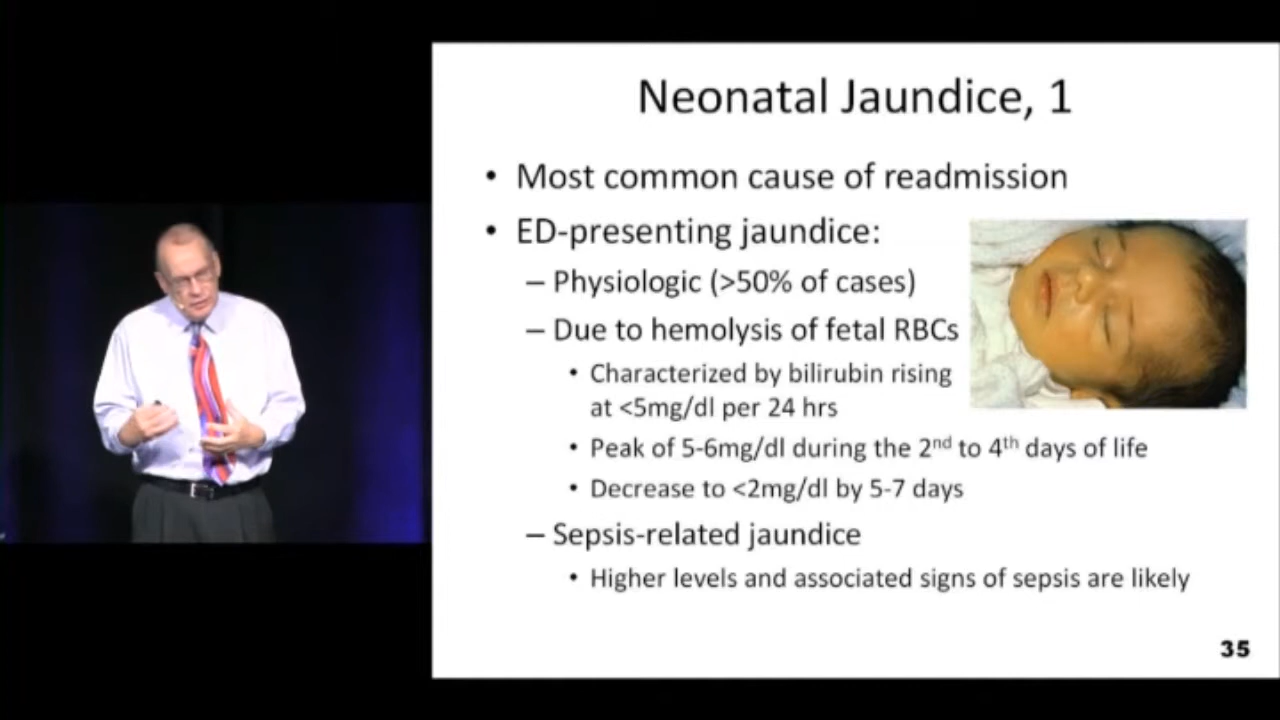 Neonatal Jaundice, 1
• Most common cause of readmission
• ED-presenting jaundice:
– Physiologic (>50% of cases)
– Due to hemolysis of fetal RBCs
• Characterized by bilirubin rising
at <5mg/dl per 24 hrs
• Peak of 5-6mg/dl during the 2nd to 4th days of life
• Decrease to <2mg/dl by 5-7 days
– Sepsis-related jaundice
• Higher levels and associated signs of sepsis are likely
35